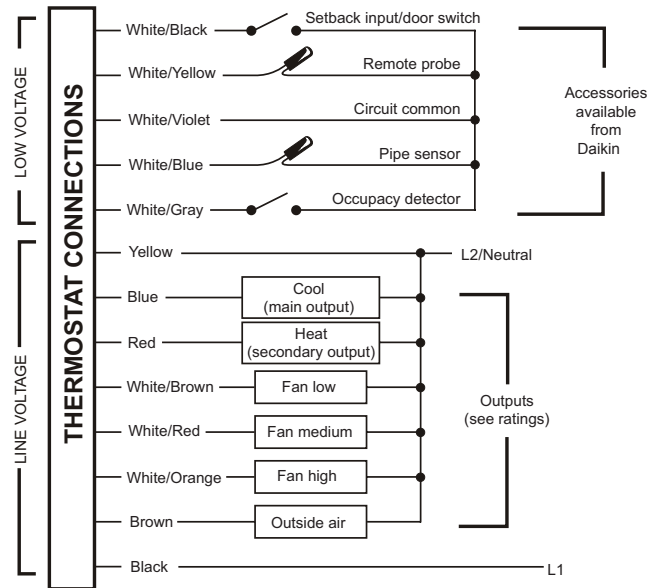 THERMOSTAT CONNECTIONS
LOW VOLTAGE
White/Black
Setback input/door switch
White/Yellow
Remote probe
White/Violet
Circuit common
White/Blue
Pipe sensor
White/Gray
Occupancy detector
Accessories
available
from
Daikin
LINE VOLTAGE
Yellow
L2/Neutral
Blue
Cool
(main output)
Red
Heat
(secondary output)
White/Brown
Fan low
White/Red
Fan medium
White/Orange
Fan high
Brown
Outside air
Outputs
(see ratings)
Black
L1